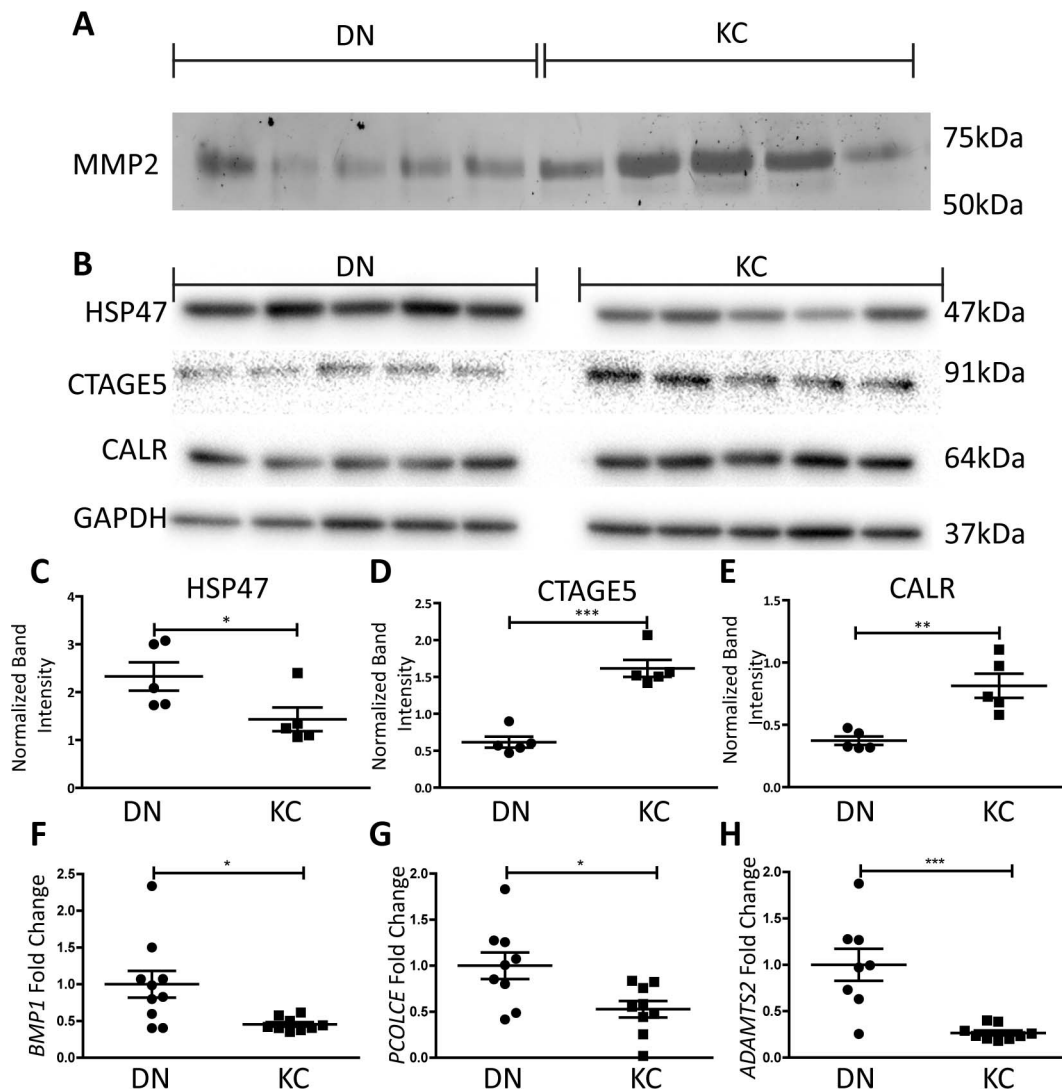 A
DN
KC
MMP2
75kDa
50kDa
B
DN
KC
HSP47
47kDa
CTAGE5
91kDa
CALR
64kDa
GAPDH
37kDa
C
HSP47
Normalized Band
Intensity
4
3
2
1
0
*
DN
KC
D
CTAGE5
Normalized Band
Intensity
2.5
2.0
1.5
1.0
0.5
0.0
***
DN
KC
E
CALR
Normalized Band
Intensity
1.5
1.0
0.5
0.0
**
DN
KC
F
BMP1 Fold Change
2.5
2.0
1.5
1.0
0.5
0.0
*
DN
KC
G
PCOLCE Fold Change
2.0
1.5
1.0
0.5
0.0
*
DN
KC
H
ADAMTS2 Fold Change
2.0
1.5
1.0
0.5
0.0
***
DN
KC